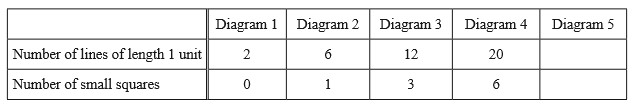 Diagram 1 Diagram 2 Diagram 3 Diagram 4 Diagram 5
Number of lines of length 1 unit 2 6 12 20
Number of small squares 0 1 3 6